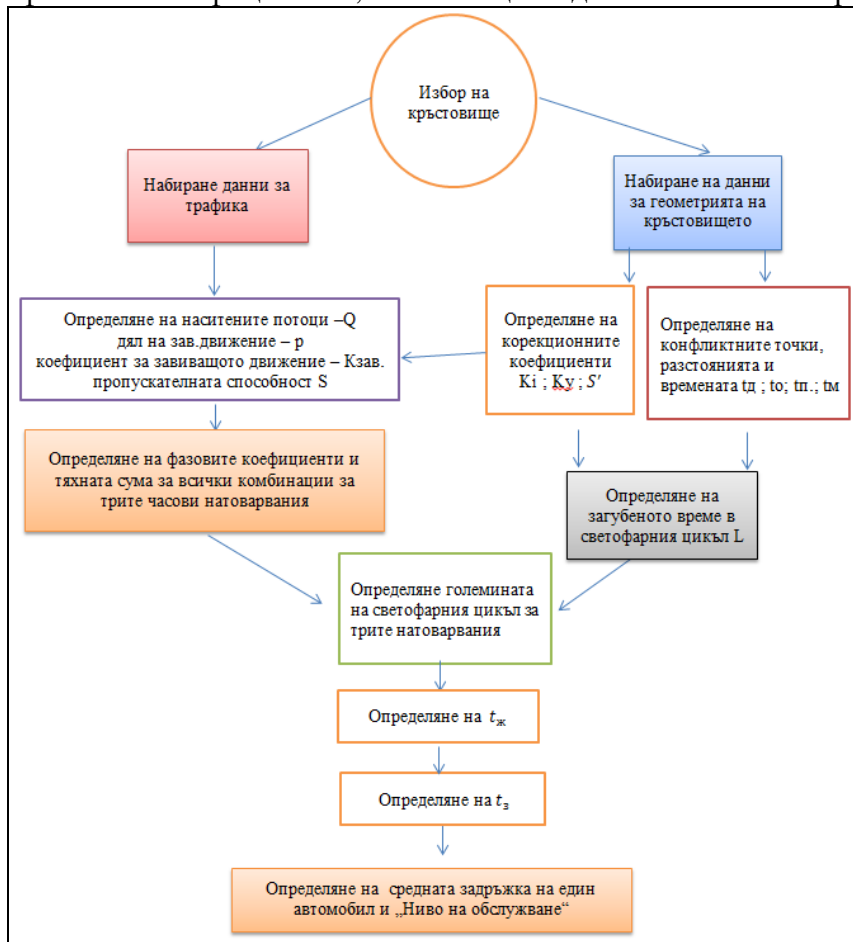 Избор на
кръстовище
Набиране данни за
трафика
Набиране на данни
за геометрията на
кръстовището
Определяне на наситените потоци –Q
дял на зав.движение – p
коефициент за завиващото движение – Kзав.
пропускателната способност S
Определяне на
корекционните
коефициенти
Ki ; Ky ; S′
Определяне на
конфликтните точки,
разстоянията и
времената tд ; to; tп.; tм
Определяне на фазовите коефициенти и
тяхната сума за всички комбинации за
трите часови натоварвания
Определяне на
загубеното време в
светофарния цикъл L
Определяне големината
на светофарния цикъл за
трите натоварвания
Определяне на tж
Определяне на tз
Определяне на средната задръжка на един
автомобил и „Ниво на обслужване“